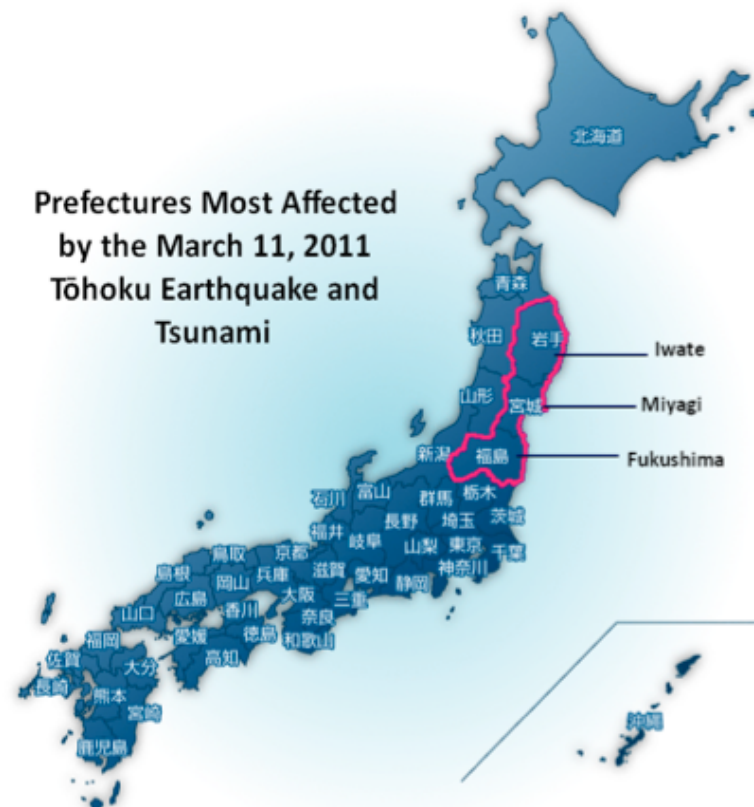 Prefectures Most Affected
by the March 11, 2011
Tōhoku Earthquake and
Tsunami
北海道
青森
秋田
岩手
Iwate
山形
宮城
Miyagi
新潟
福島
Fukushima
石川
富山
群馬
栃木
福井
長野
埼玉
茨城
岐阜
山梨
東京
千葉
鳥取
京都
滋賀
愛知
静岡
神奈川
島根
岡山
兵庫
大阪
三重
山口
広島
香川
奈良
福岡
愛媛
徳島
和歌山
佐賀
大分
高知
長崎
熊本
宮崎
鹿児島
沖縄